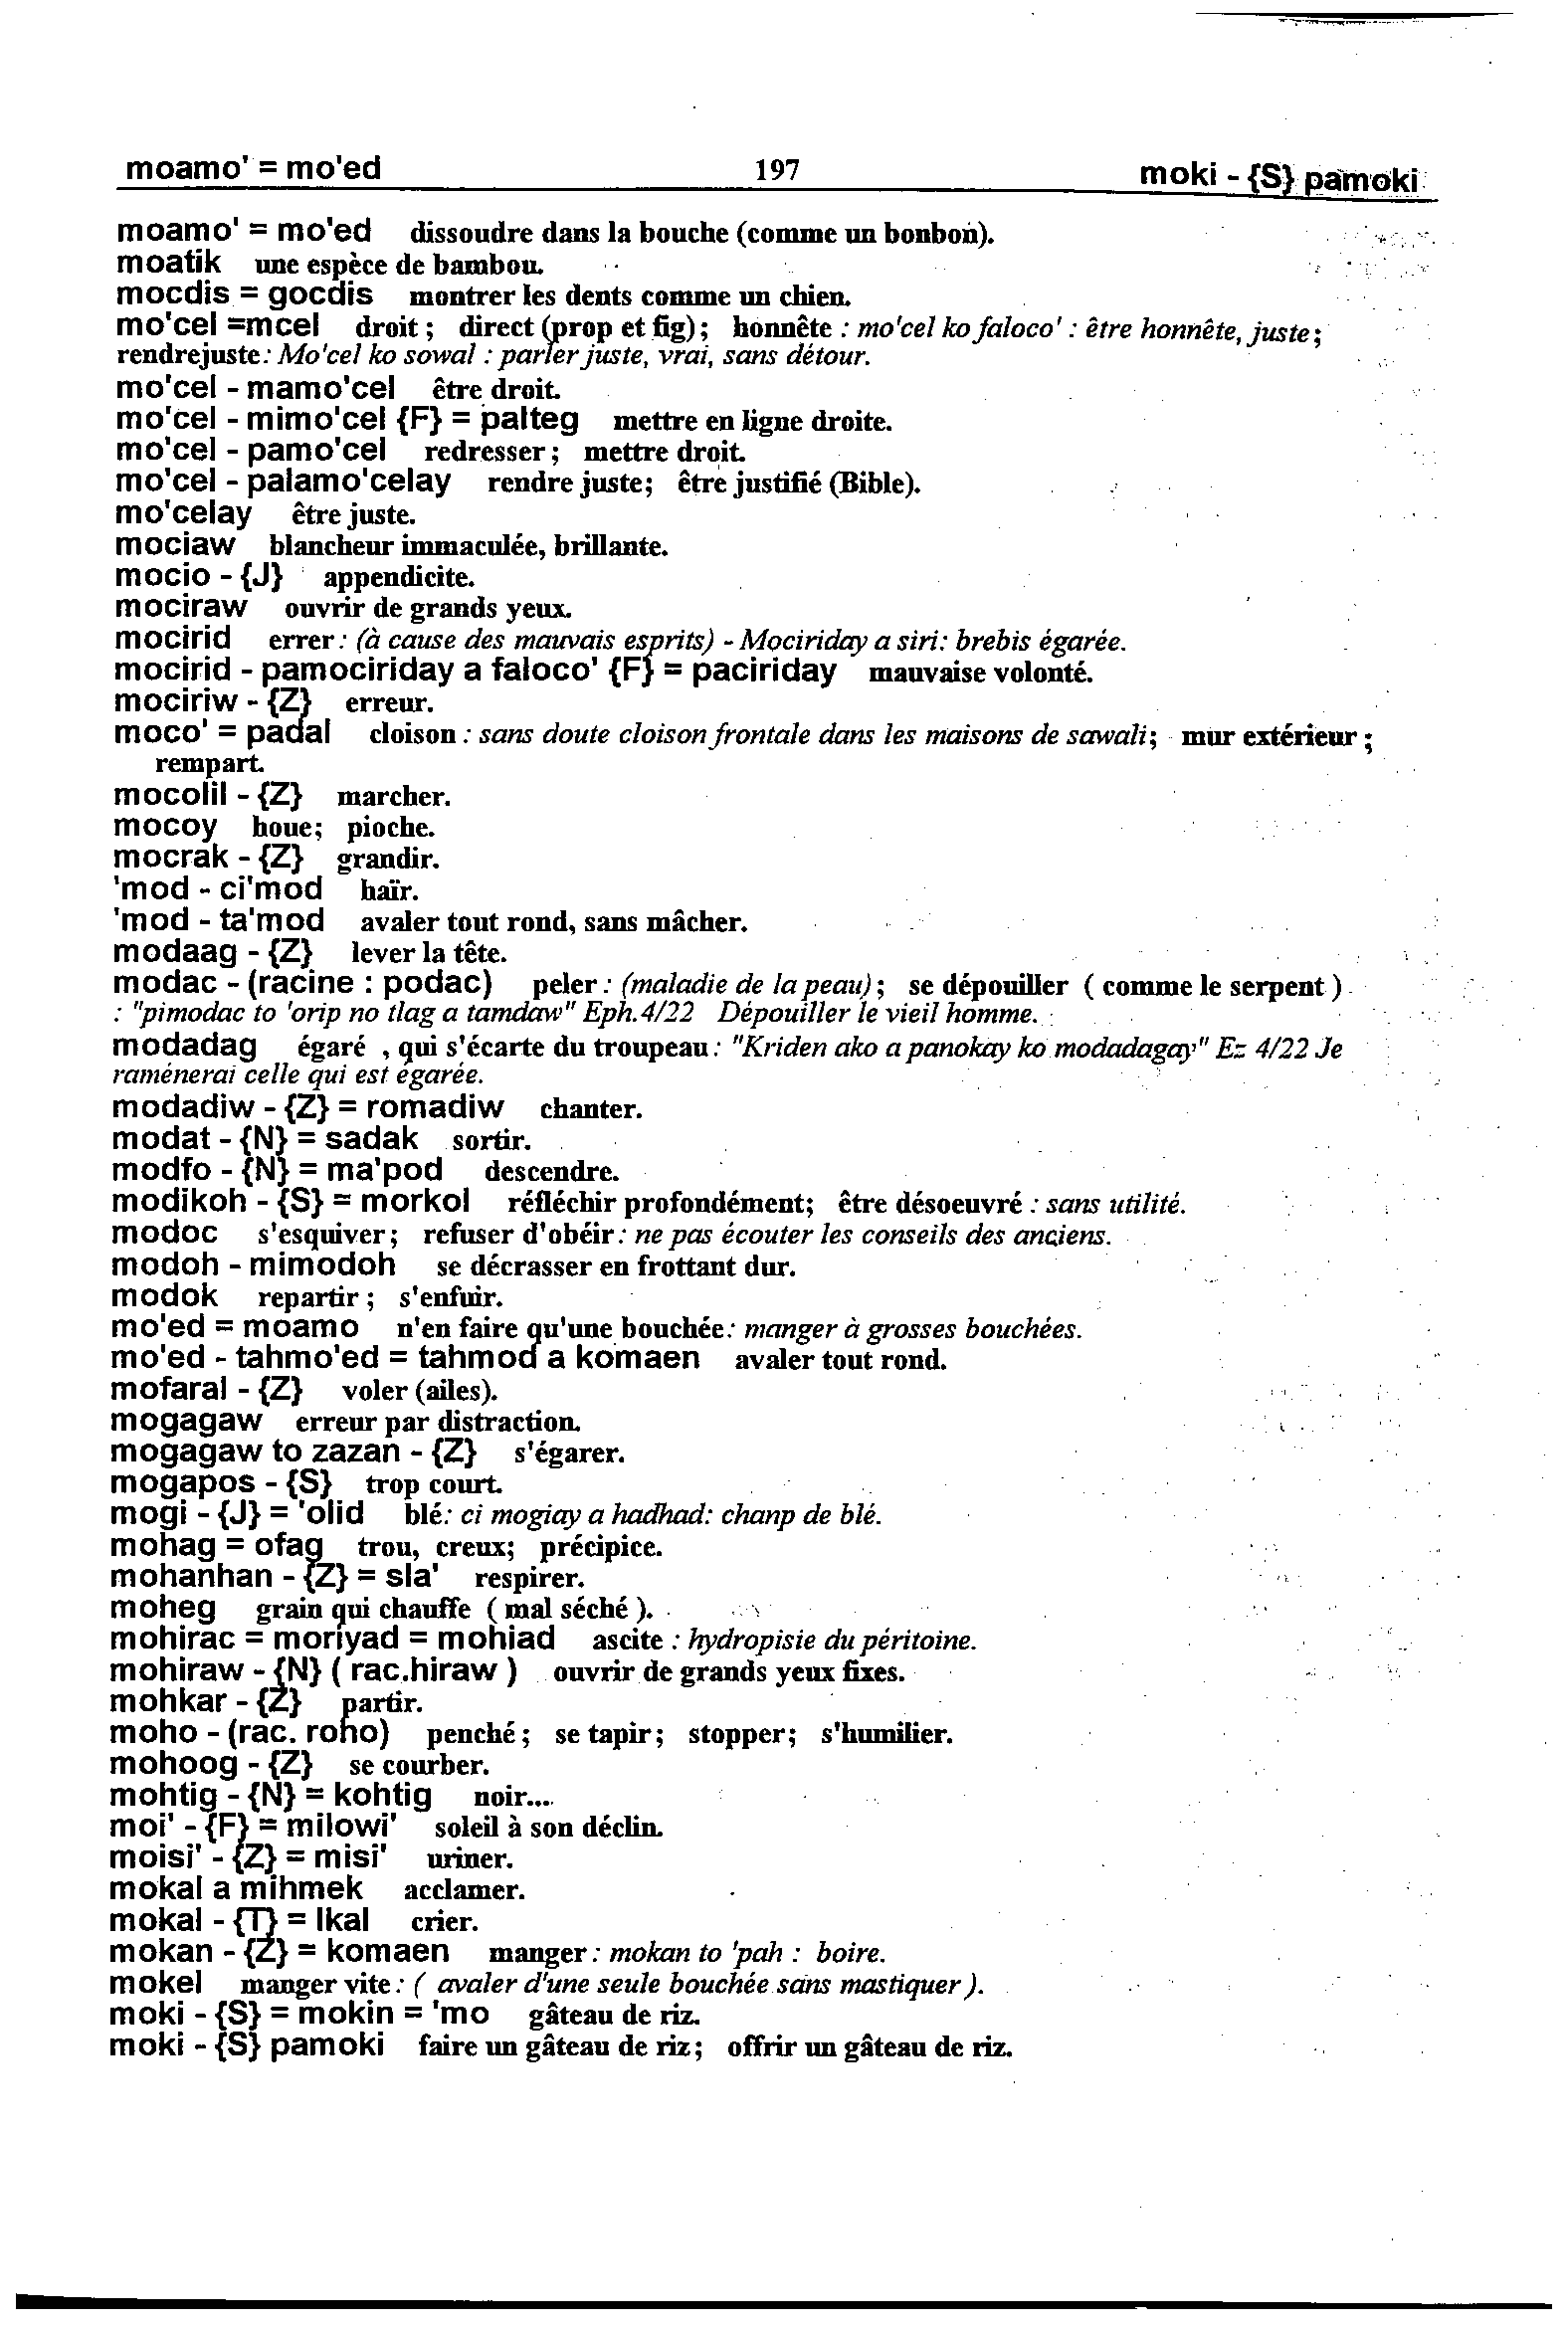 moamo' = mo'ed 197 moki - {S} pamoki
moamo' = mo'ed dissoudre dans la bouche (comme un bonbon).
moatik une espèce de bambou.
mocdis = gocdis montrer les dents comme un chien.
mo'cel =mcel droit ; direct (prop et fig) ; honnête : mo'cel ko faloco' : être honnête, juste ;
rendrejuste : Mo'cel ko sowal : parler juste, vrai, sans détour.
mo'cel - mamo'cel être droit.
mo'cel - mimo'cel {F} = palteg mettre en ligne droite.
mo'cel - pamo'cel redresser ; mettre droit.
mo'cel - palamo'celay rendre juste; être justifié (Bible).
mo'celay être juste.
mociaw blancheur immaculée, brillante.
mocio - {J} appendicite.
mociraw ouvrir de grands yeux.
mocirid errer : (à cause des mauvais esprits) - Mociriday a siri: brebis égarée.
mocirid - pamociriday a faloco' {F} = paciriday mauvaise volonté.
mociriw - {Z} erreur.
moco' = padal cloison : sans doute cloison frontale dans les maisons de sawali ; mur extérieur ;
rempart.
mocolil - {Z} marcher.
mocoy houe; pioche.
mocrak - {Z} grandir.
'mod - ci'mod haïr.
'mod - ta'mod avaler tout rond, sans mâcher.
modaag - {Z} lever la tête.
modac - (racine : podac) peler : (maladie de la peau) ; se dépouiller ( comme le serpent )
: "pimodac to 'orip no tlag a tamdaw" Eph.4/22 Dépouiller le vieil homme.
modadag égaré , qui s'écarte du troupeau : "Kriden ako a panokay ko modadagay" Ez 4/22 Je
raménerai celle qui est égarée.
modadiw - {Z} = romadiw chanter.
modat - {N} = sadak sortir.
modfo - {N} = ma'pod descendre.
modikoh - {S} = morkol réfléchir profondément; être désoeuvré : sans utilité.
modoc s'esquiver ; refuser d'obéir : ne pas écouter les conseils des anciens.
modoh - mimodoh se décrasser en frottant dur.
modok repartir ; s'enfuir.
mo'ed = moamo n'en faire qu'une bouchée : manger à grosses bouchées.
mo'ed - tahmo'ed = tahmod a komaen avaler tout rond.
mofaral - {Z} voler (ailes).
mogagaw erreur par distraction.
mogagaw to zazan - {Z} s'égarer.
mogapos - {S} trop court.
mogi - {J} = 'olid blé : ci mogiay a hadhad: chanp de blé.
mohag = ofag trou, creux; précipice.
mohanhan - {Z} = sla' respirer.
moheg grain qui chauffe ( mal séché ).
mohirac = moriyad = mohiad ascite : hydropisie du péritoine.
mohiraw - {N} ( rac.hiraw ) ouvrir de grands yeux fixes.
mohkar - {Z} partir.
moho - (rac. roho) penché ; se tapir ; stopper; s'humilier.
mohoog - {Z} se courber.
mohtig - {N} = kohtig noir...
moi' - {F} = milowi' soleil à son déclin.
moisi' - {Z} = misi' uriner.
mokal a mihmek acclamer.
mokal - {T} = lkal crier.
mokan - {Z} = komaen manger : mokan to 'pah : boire.
mokel manger vite : ( avaler d'une seule bouchée sans mastiquer ).
moki - {S} = mokin = 'mo gâteau de riz.
moki - {S} pamoki faire un gâteau de riz ; offrir un gâteau de riz.